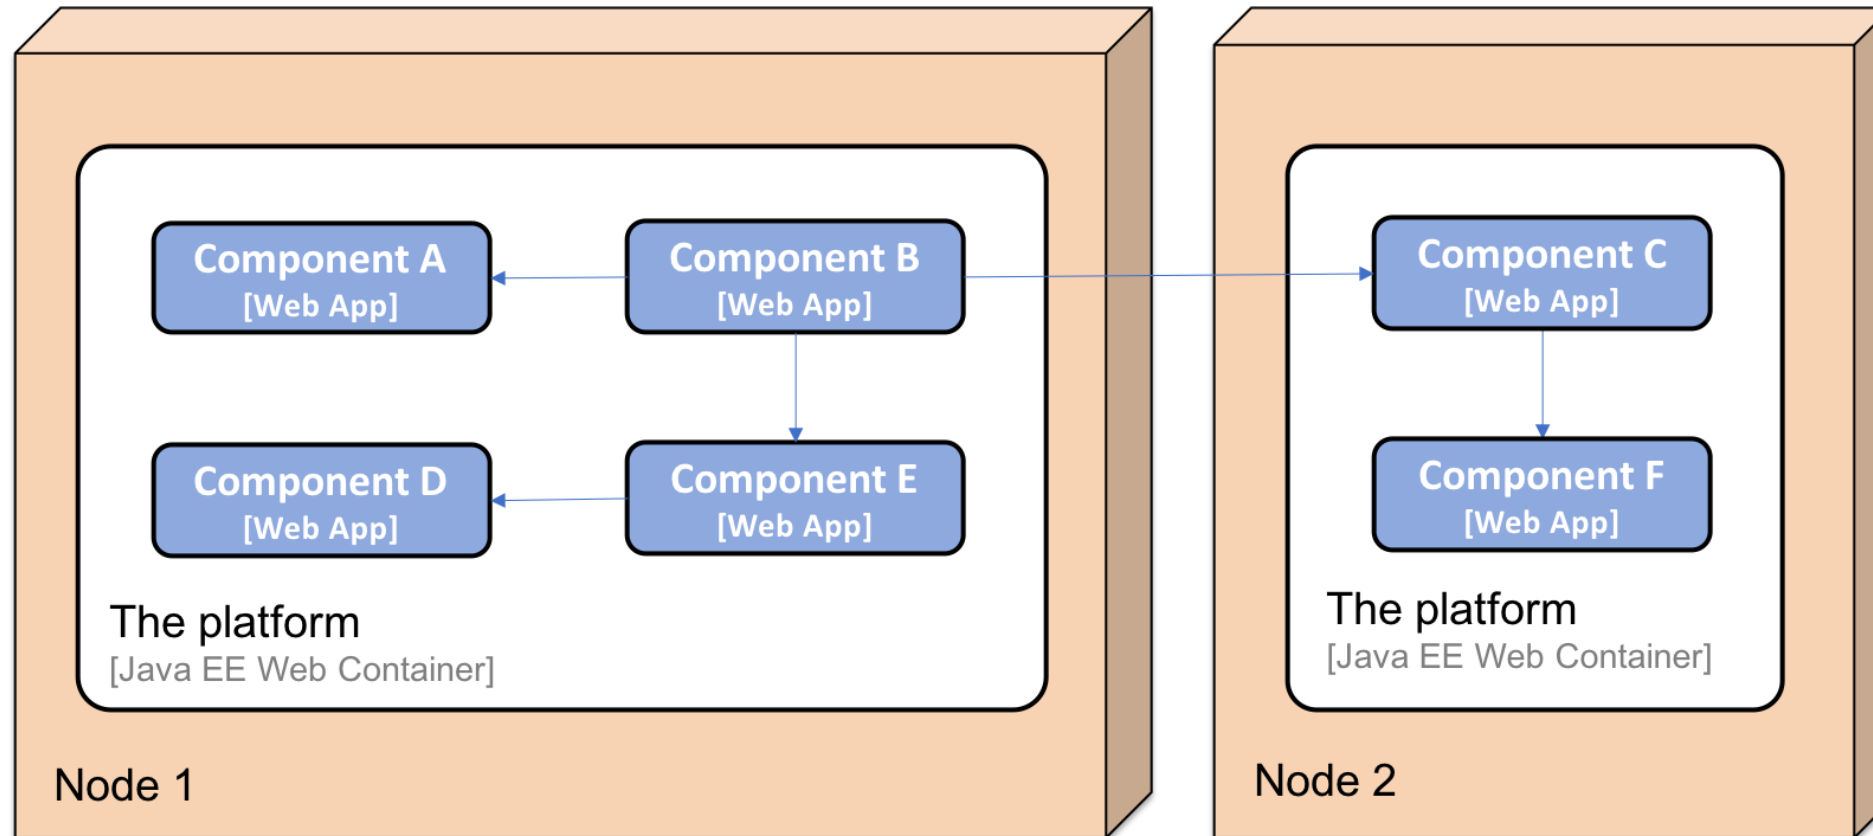 Component A
[Web App]
Component B
[Web App]
Component C
[Web App]
Component D
[Web App]
Component E
[Web App]
Component F
[Web App]
The platform
[Java EE Web Container]
The platform
[Java EE Web Container]
Node 1
Node 2